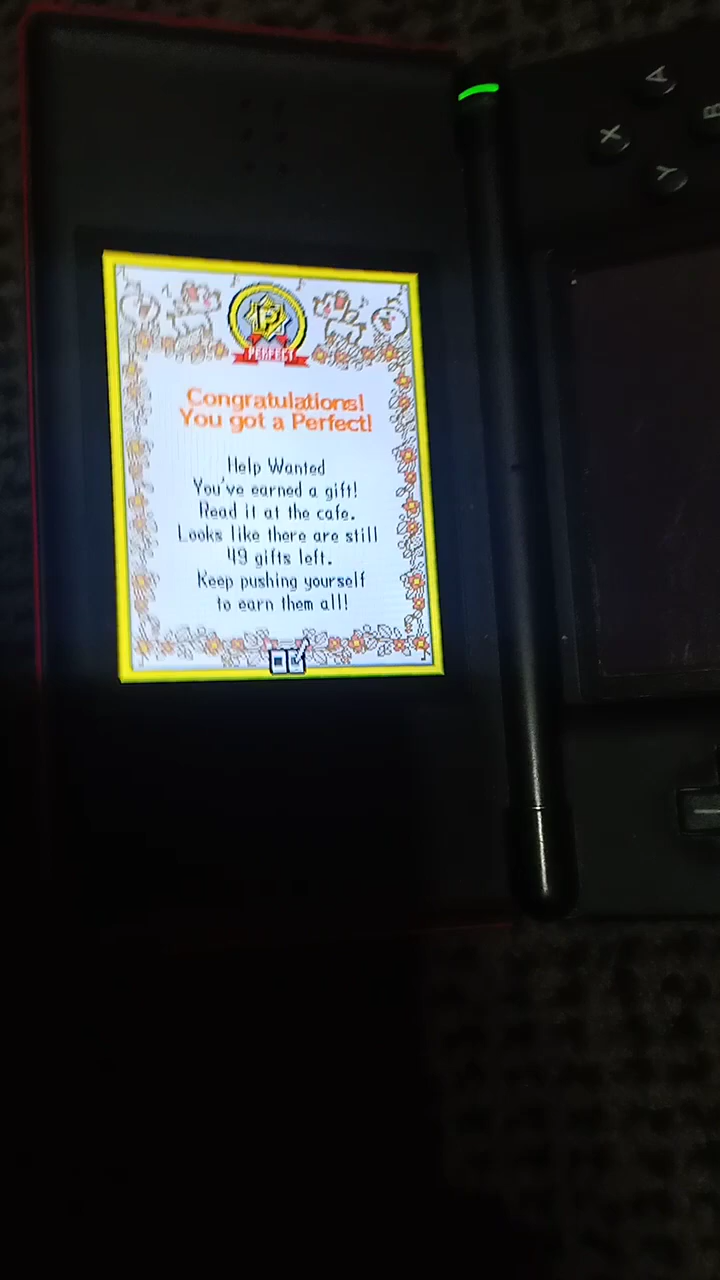 P
PERFECT
Congratulations!
You got a Perfect!
Help Wanted
You've earned a gift!
Read it at the cafe.
Looks like there are still
49 gifts left.
Keep pushing yourself
to earn them all!
A
B
X
Y